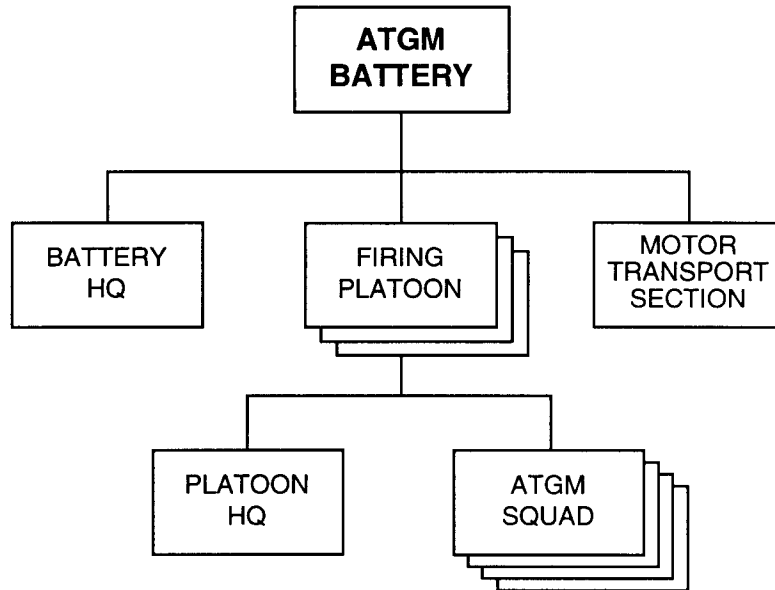 ATGM
BATTERY
BATTERY
HQ
FIRING
PLATOON
MOTOR
TRANSPORT
SECTION
PLATOON
HQ
ATGM
SQUAD